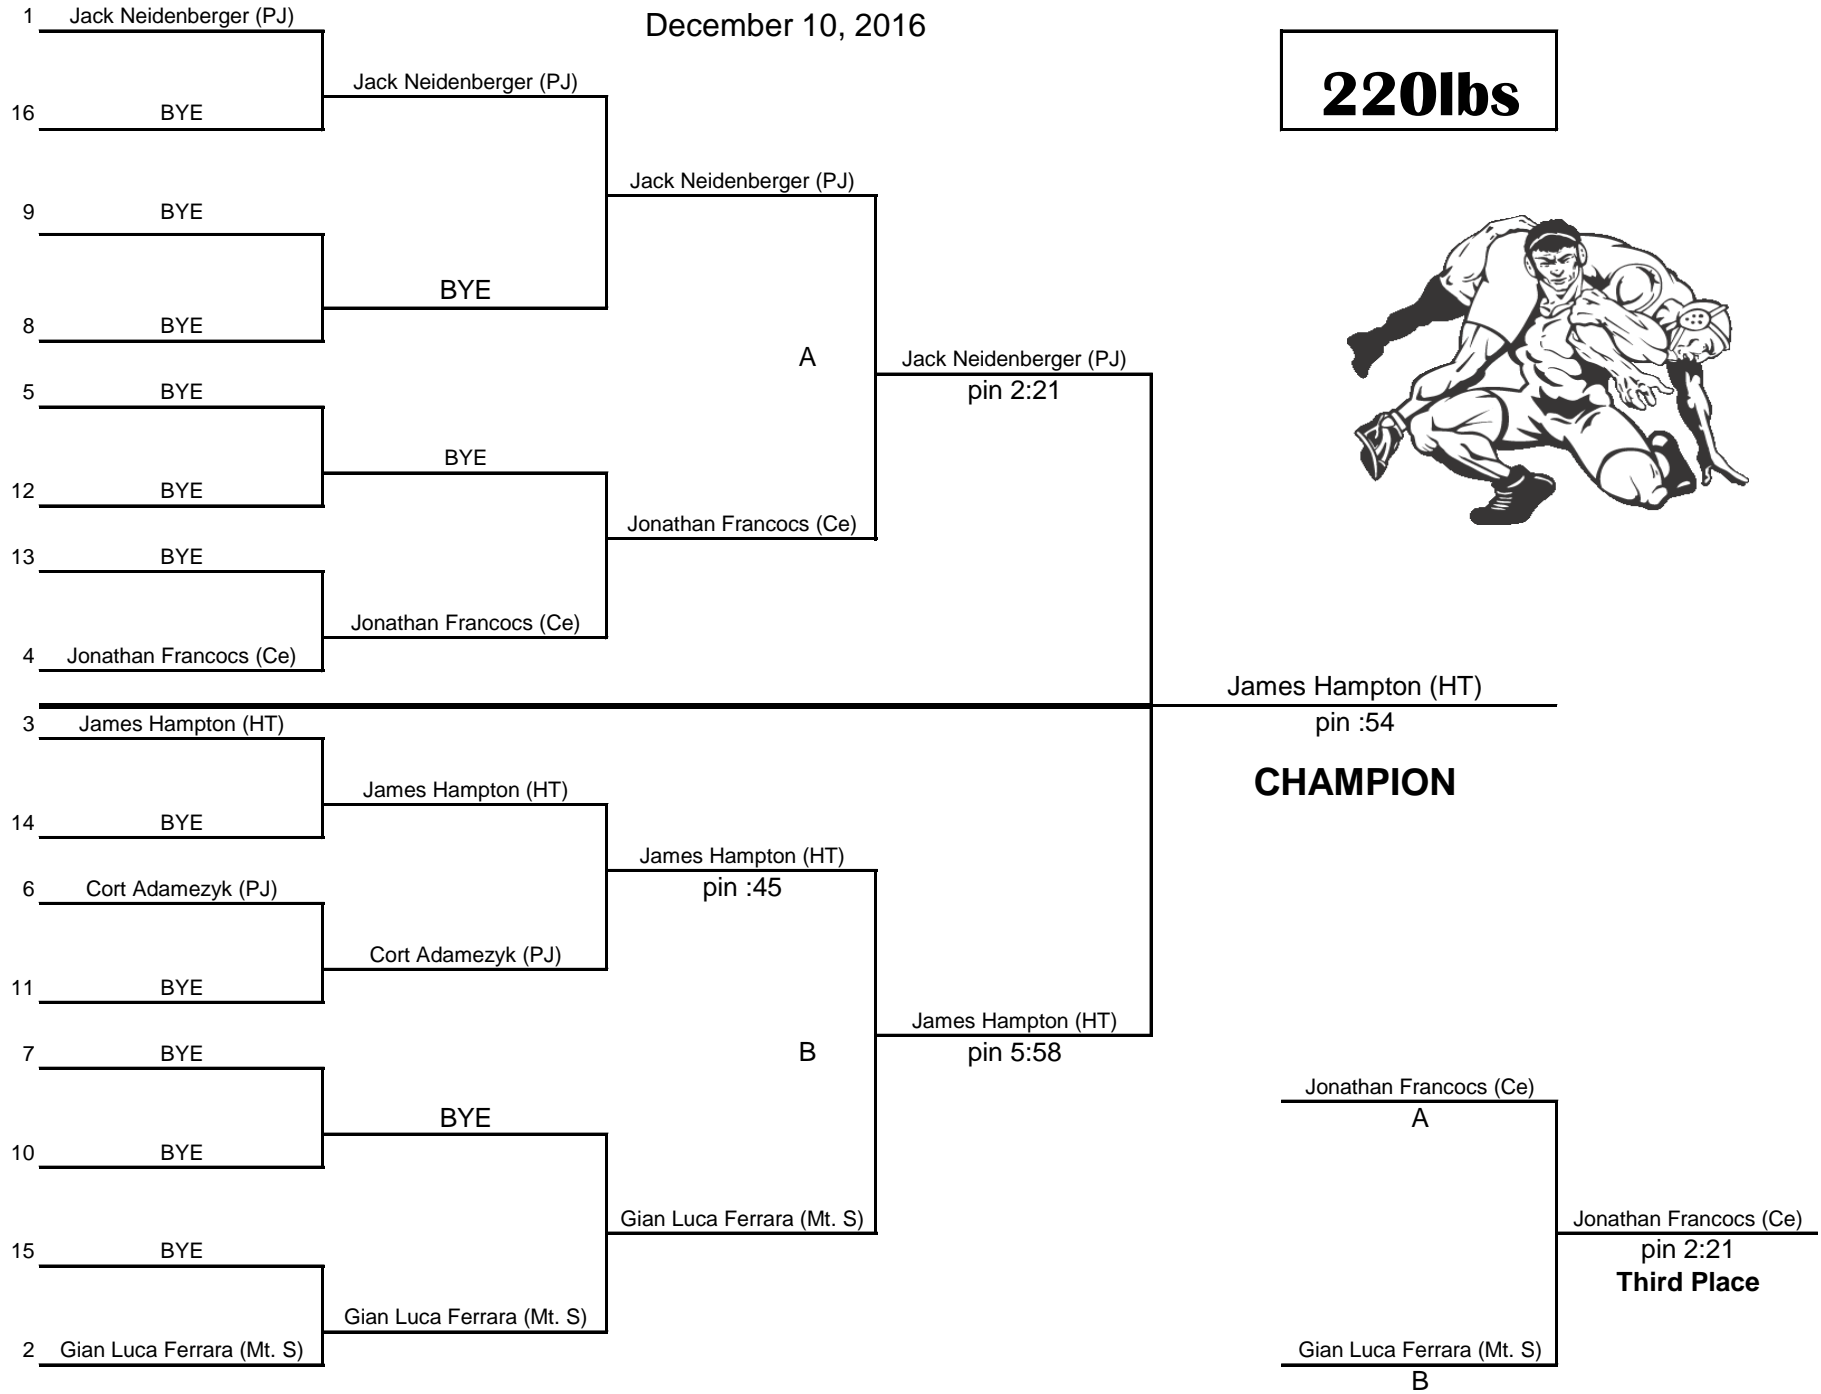 December 10, 2016
220lbs
1 Jack Neidenberger (PJ)
16 BYE
9 BYE
8 BYE
5 BYE
12 BYE
13 BYE
4 Jonathan Francocs (Ce)
3 James Hampton (HT)
14 BYE
6 Cort Adamezyk (PJ)
11 BYE
7 BYE
10 BYE
15 BYE
2 Gian Luca Ferrara (Mt. S)
Jack Neidenberger (PJ)
BYE
BYE
Jonathan Francocs (Ce)
James Hampton (HT)
Cort Adamezyk (PJ)
BYE
Gian Luca Ferrara (Mt. S)
Jack Neidenberger (PJ)
A
Jonathan Francocs (Ce)
James Hampton (HT)
pin :45
B
Gian Luca Ferrara (Mt. S)
Jack Neidenberger (PJ)
pin 2:21
James Hampton (HT)
pin 5:58
James Hampton (HT)
pin :54
CHAMPION
Jonathan Francocs (Ce)
A
Gian Luca Ferrara (Mt. S)
B
Jonathan Francocs (Ce)
pin 2:21
Third Place